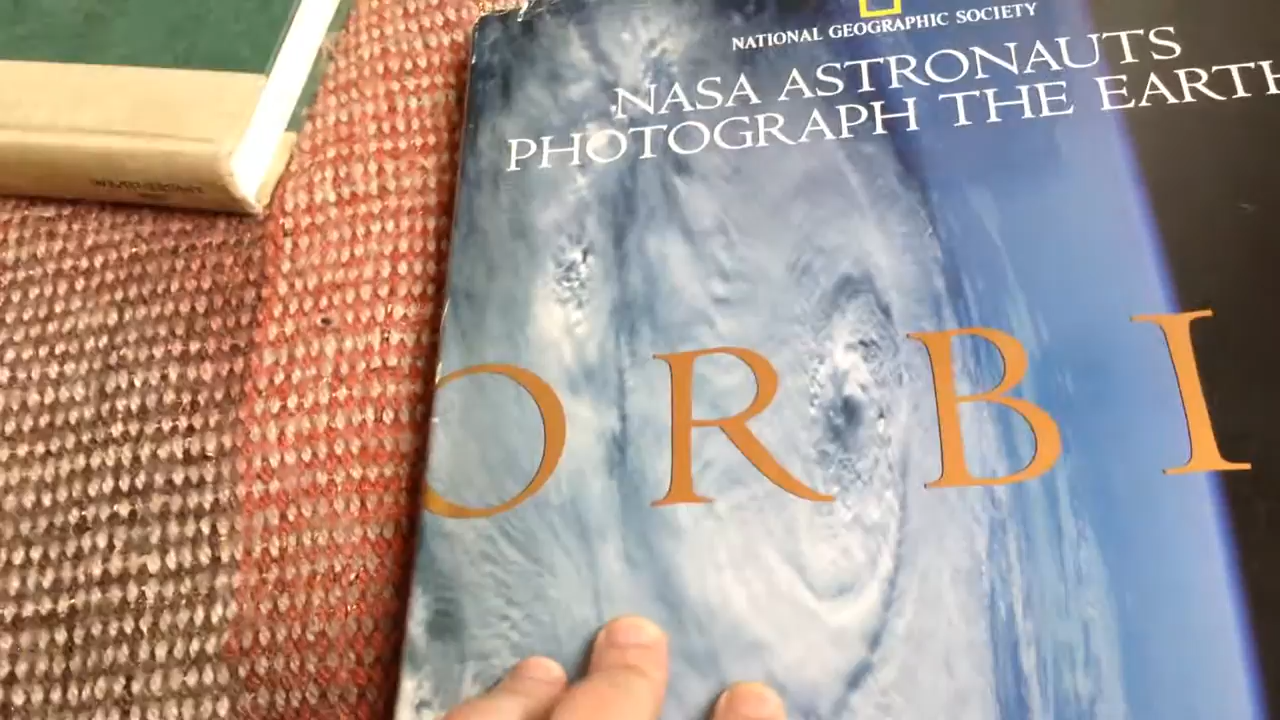 NATIONAL GEOGRAPHIC SOCIETY
NASA ASTRONAUTS
PHOTOGRAPH THE EARTH
ORBI